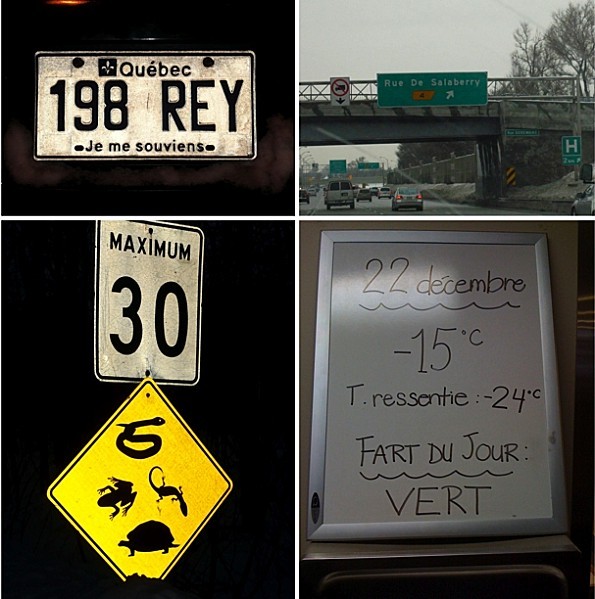 Québec
198 REY
Je me souviens
Rue De Salaberry
4
H
MAXIMUM
30
22 décembre
-15°C
T. ressentie : -24°C
FART DU JOUR :
VERT